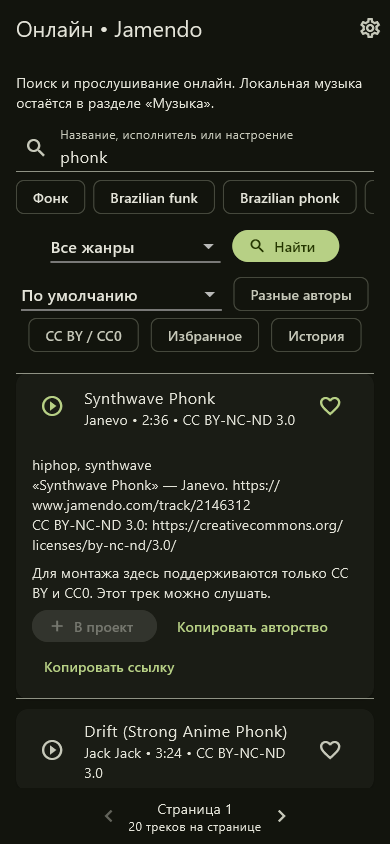 Онлайн • Jamendo
Поиск и прослушивание онлайн. Локальная музыка
остаётся в разделе «Музыка».
Название, исполнитель или настроение
phonk
Фонк
Brazilian funk
Brazilian phonk
Все жанры
Найти
По умолчанию
Разные авторы
CC BY / CC0
Избранное
История
Synthwave Phonk
Janevo • 2:36 • CC BY-NC-ND 3.0
hiphop, synthwave
«Synthwave Phonk» — Janevo. https://
www.jamendo.com/track/2146312
CC BY-NC-ND 3.0: https://creativecommons.org/
licenses/by-nc-nd/3.0/
Для монтажа здесь поддерживаются только CC
BY и CC0. Этот трек можно слушать.
+ В проект
Копировать авторство
Копировать ссылку
Drift (Strong Anime Phonk)
Jack Jack • 3:24 • CC BY-NC-ND
3.0
Страница 1
20 треков на странице